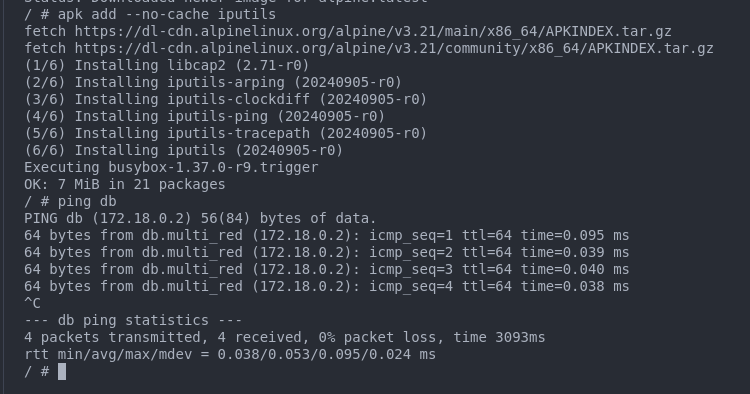 Status: Downloaded newer image for alpine:latest
/ # apk add --no-cache iputils
fetch https://dl-cdn.alpinelinux.org/alpine/v3.21/main/x86_64/APKINDEX.tar.gz
fetch https://dl-cdn.alpinelinux.org/alpine/v3.21/community/x86_64/APKINDEX.tar.gz
(1/6) Installing libcap2 (2.71-r0)
(2/6) Installing iputils-arping (20240905-r0)
(3/6) Installing iputils-clockdiff (20240905-r0)
(4/6) Installing iputils-ping (20240905-r0)
(5/6) Installing iputils-tracepath (20240905-r0)
(6/6) Installing iputils (20240905-r0)
Executing busybox-1.37.0-r9.trigger
OK: 7 MiB in 21 packages
/ # ping db
PING db (172.18.0.2) 56(84) bytes of data.
64 bytes from db.multi_red (172.18.0.2): icmp_seq=1 ttl=64 time=0.095 ms
64 bytes from db.multi_red (172.18.0.2): icmp_seq=2 ttl=64 time=0.039 ms
64 bytes from db.multi_red (172.18.0.2): icmp_seq=3 ttl=64 time=0.040 ms
64 bytes from db.multi_red (172.18.0.2): icmp_seq=4 ttl=64 time=0.038 ms
^C
--- db ping statistics ---
4 packets transmitted, 4 received, 0% packet loss, time 3093ms
rtt min/avg/max/mdev = 0.038/0.053/0.095/0.024 ms
/ #